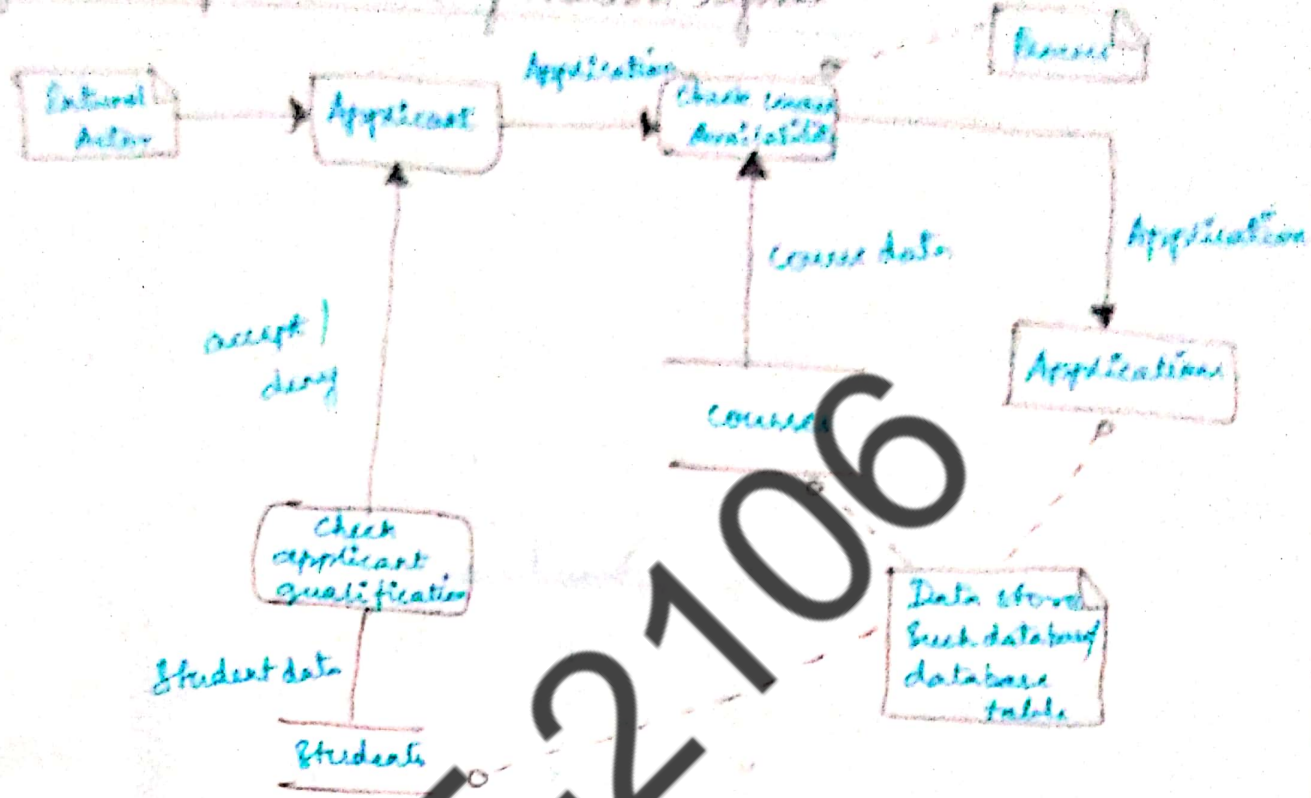 Process
Application
External
Actor
Applicant
Check course
Availability
course data
Application
accept/
deny
Applications
Courses
Check
applicant
qualification
Data stored
Such database/
database
table
Student data
Students
2106